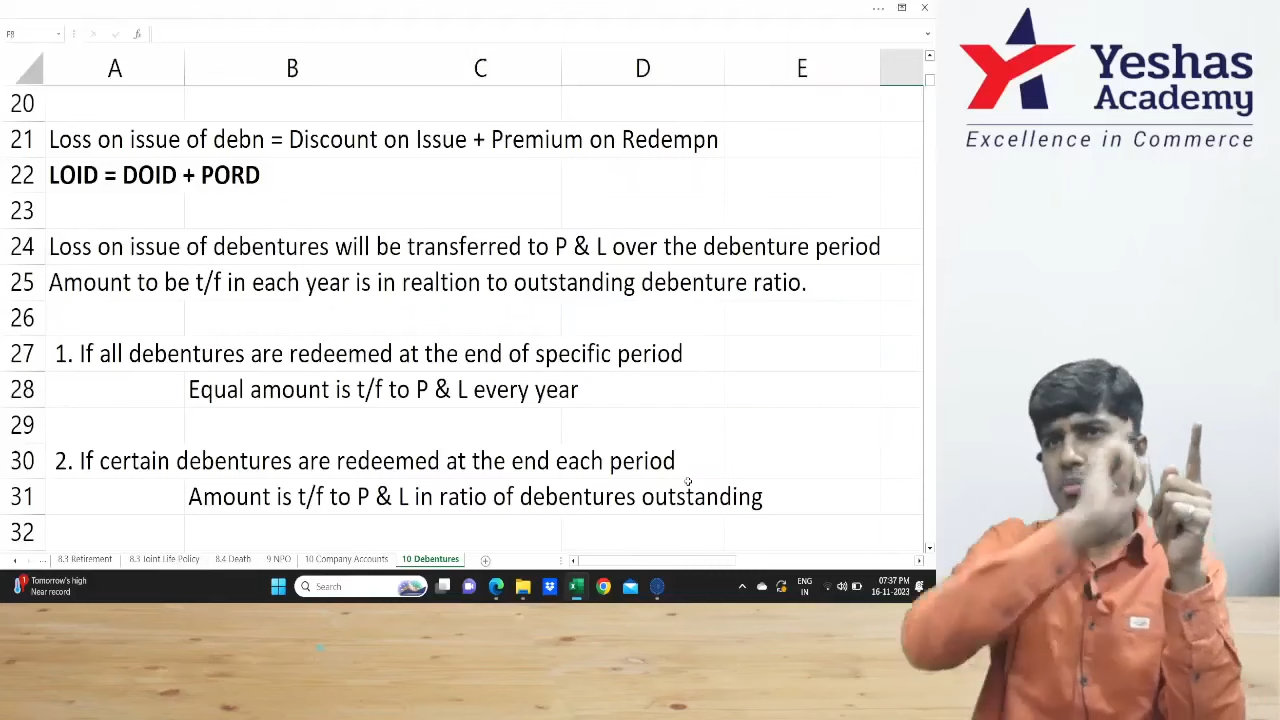 F8
fx
A B C D E
20
21 Loss on issue of debn = Discount on Issue + Premium on Redempn
22 LOID = DOID + PORD
23
24 Loss on issue of debentures will be transferred to P & L over the debenture period
25 Amount to be t/f in each year is in realtion to outstanding debenture ratio.
26
27 1. If all debentures are redeemed at the end of specific period
28 Equal amount is t/f to P & L every year
29
30 2. If certain debentures are redeemed at the end each period
31 Amount is t/f to P & L in ratio of debentures outstanding
32
... 8.3 Retirement 8.3 Joint Life Policy 8.4 Death 9 NPO 10 Company Accounts 10 Debentures
1 Tomorrow's high
Near record
Search
ENG
IN
07:37 PM
16-11-2023
Yeshas
Academy
Excellence in Commerce